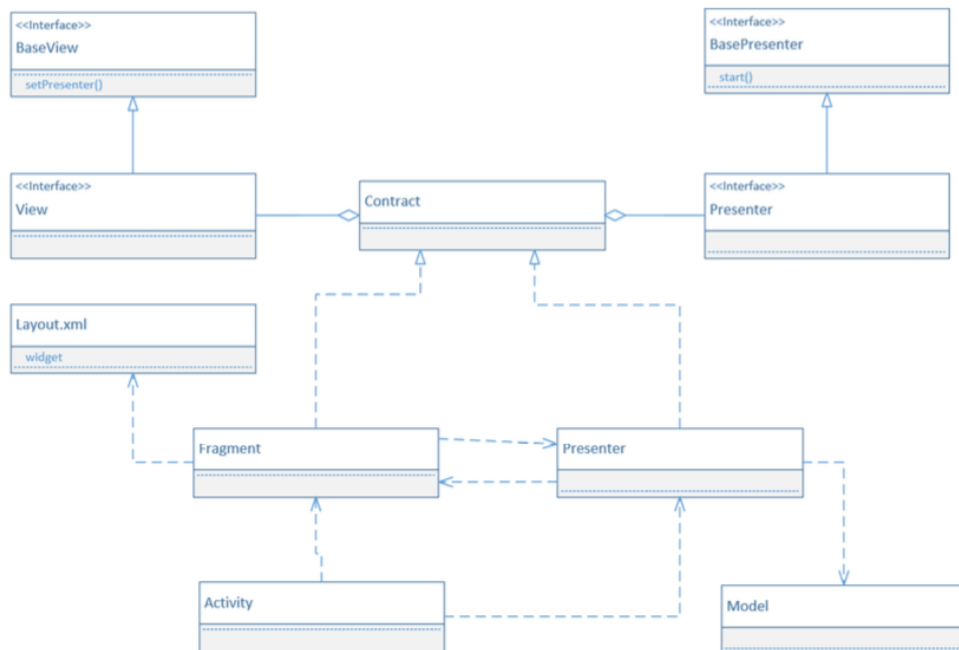 <<Interface>>
BaseView
setPresenter()
<<Interface>>
BasePresenter
start()
<<Interface>>
View
Contract
<<Interface>>
Presenter
Layout.xml
widget
Fragment
Presenter
Activity
Model